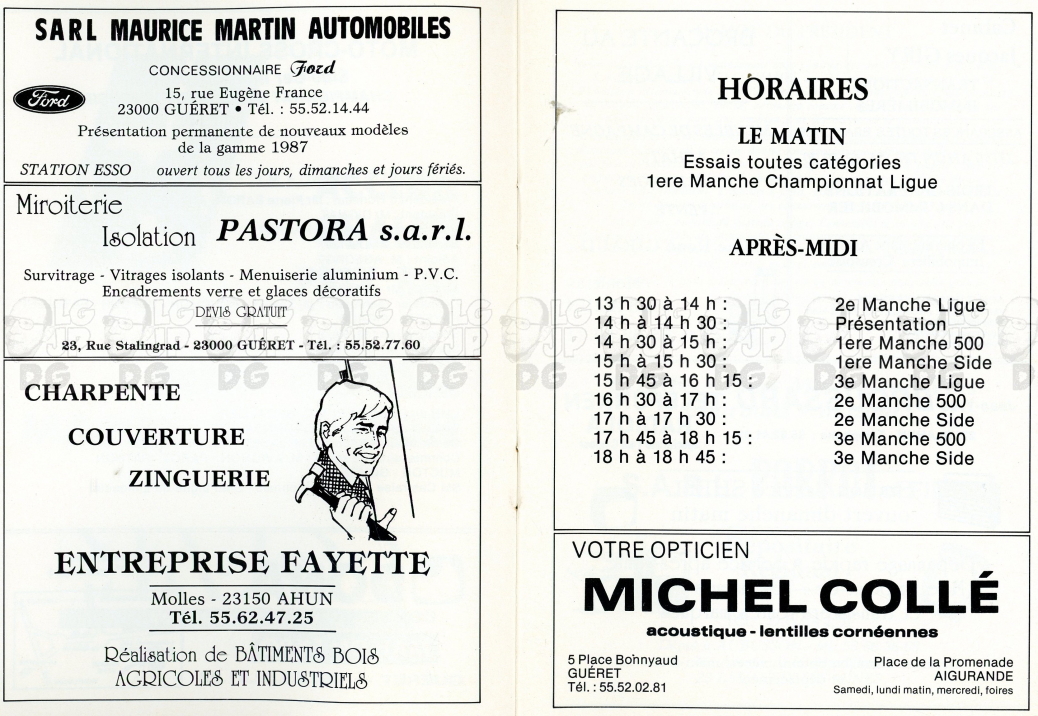 SARL MAURICE MARTIN AUTOMOBILES
CONCESSIONNAIRE Ford
Ford
15, rue Eugène France
23000 GUÉRET • Tél. : 55.52.14.44
Présentation permanente de nouveaux modèles
de la gamme 1987
STATION ESSO ouvert tous les jours, dimanches et jours fériés.
Miroiterie
Isolation PASTORA s.a.r.l.
Survitrage - Vitrages isolants - Menuiserie aluminium - P.V.C.
Encadrements verre et glaces décoratifs
DEVIS GRATUIT
23, Rue Stalingrad - 23000 GUÉRET - Tél. : 55.52.77.60
CHARPENTE
COUVERTURE
ZINGUERIE
ENTREPRISE FAYETTE
Molles - 23150 AHUN
Tél. 55.62.47.25
Réalisation de BÂTIMENTS BOIS
AGRICOLES ET INDUSTRIELS
HORAIRES
LE MATIN
Essais toutes catégories
1ere Manche Championnat Ligue
APRÈS-MIDI
13 h 30 à 14 h : 2e Manche Ligue
14 h à 14 h 30 : Présentation
14 h 30 à 15 h : 1ere Manche 500
15 h à 15 h 30 : 1ere Manche Side
15 h 45 à 16 h 15 : 3e Manche Ligue
16 h 30 à 17 h : 2e Manche 500
17 h à 17 h 30 : 2e Manche Side
17 h 45 à 18 h 15 : 3e Manche 500
18 h à 18 h 45 : 3e Manche Side
VOTRE OPTICIEN
MICHEL COLLÉ
acoustique - lentilles cornéennes
5 Place Bonnyaud
GUÉRET
Tél. : 55.52.02.81
Place de la Promenade
AIGURANDE
Samedi, lundi matin, mercredi, foires
LG JP DG